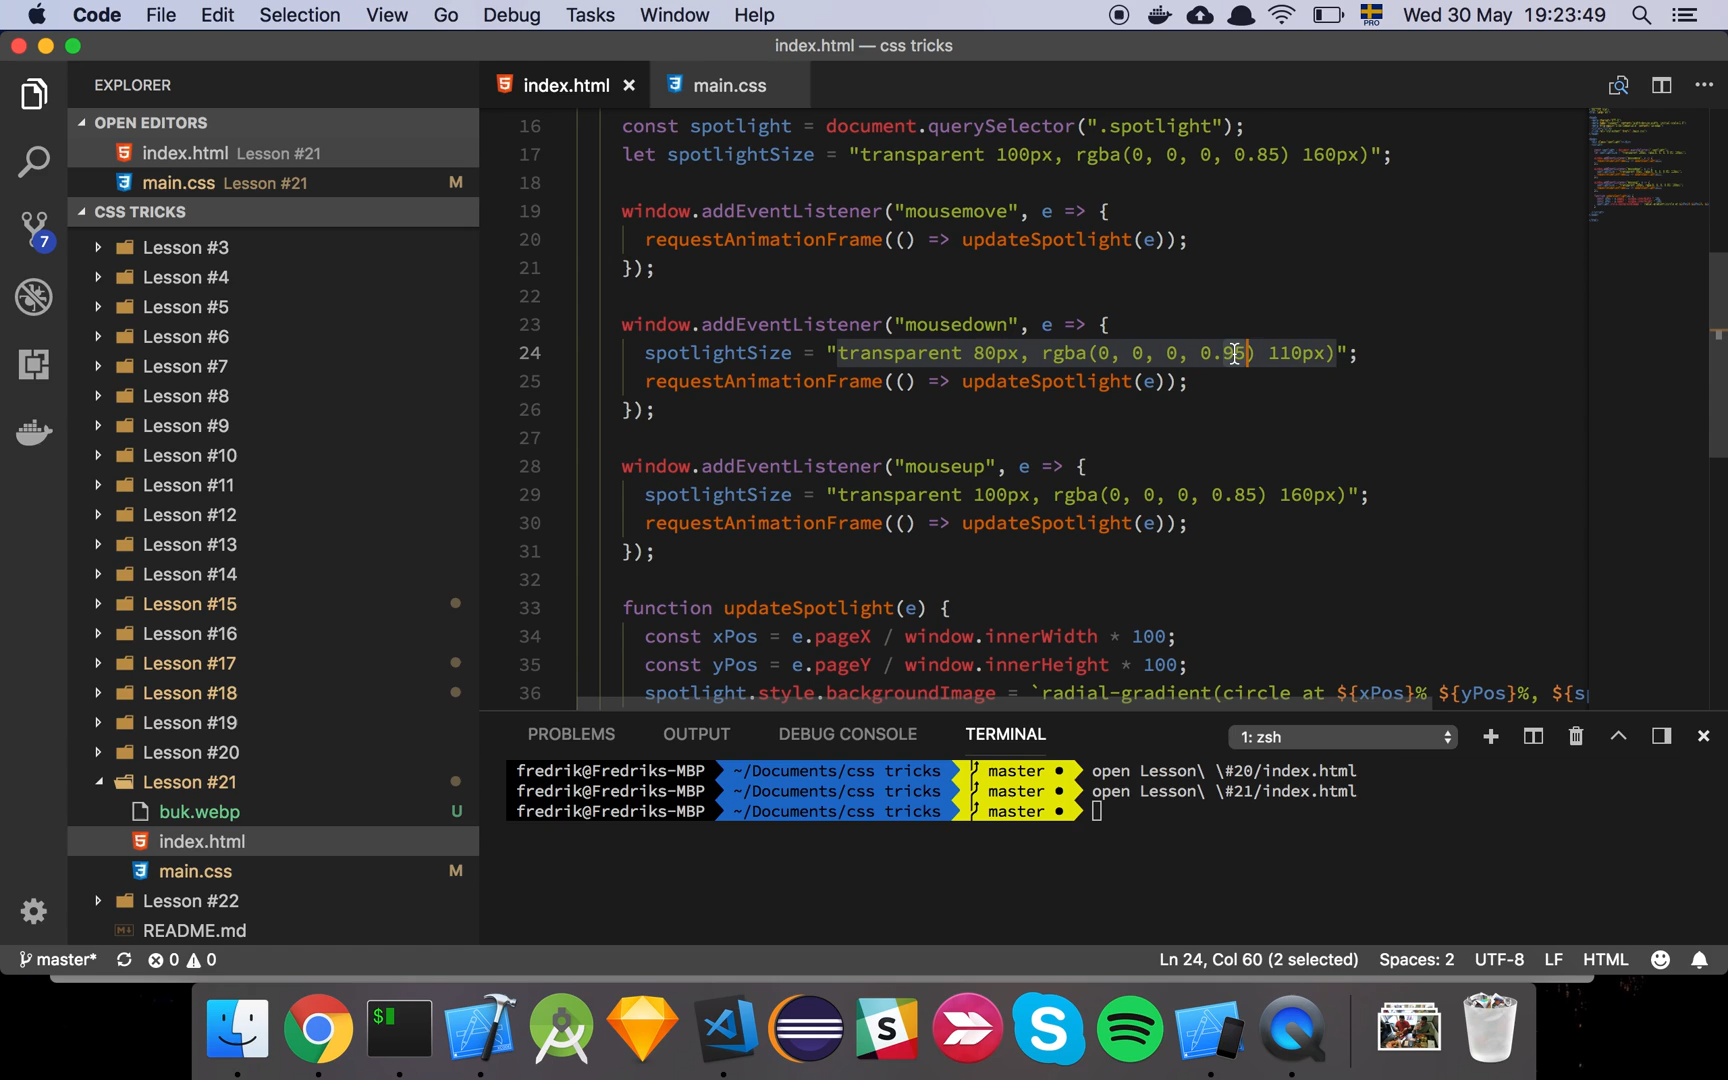 Code File Edit Selection View Go Debug Tasks Window Help
PRO Wed 30 May 19:23:49
index.html — css tricks
EXPLORER
OPEN EDITORS
index.html Lesson #21
main.css Lesson #21 M
CSS TRICKS
Lesson #3
Lesson #4
Lesson #5
Lesson #6
Lesson #7
Lesson #8
Lesson #9
Lesson #10
Lesson #11
Lesson #12
Lesson #13
Lesson #14
Lesson #15
Lesson #16
Lesson #17
Lesson #18
Lesson #19
Lesson #20
Lesson #21
buk.webp U
index.html
main.css M
Lesson #22
README.md
7
index.html main.css
16 const spotlight = document.querySelector(".spotlight");
17 let spotlightSize = "transparent 100px, rgba(0, 0, 0, 0.85) 160px)";
18
19 window.addEventListener("mousemove", e => {
20 requestAnimationFrame(() => updateSpotlight(e));
21 });
22
23 window.addEventListener("mousedown", e => {
24 spotlightSize = "transparent 80px, rgba(0, 0, 0, 0.95) 110px)";
25 requestAnimationFrame(() => updateSpotlight(e));
26 });
27
28 window.addEventListener("mouseup", e => {
29 spotlightSize = "transparent 100px, rgba(0, 0, 0, 0.85) 160px)";
30 requestAnimationFrame(() => updateSpotlight(e));
31 });
32
33 function updateSpotlight(e) {
34 const xPos = e.pageX / window.innerWidth * 100;
35 const yPos = e.pageY / window.innerHeight * 100;
36 spotlight.style.backgroundImage = `radial-gradient(circle at ${xPos}% ${yPos}%, ${sp
PROBLEMS OUTPUT DEBUG CONSOLE TERMINAL 1: zsh
fredrik@Fredriks-MBP ~/Documents/css tricks master ● open Lesson\ \#20/index.html
fredrik@Fredriks-MBP ~/Documents/css tricks master ● open Lesson\ \#21/index.html
fredrik@Fredriks-MBP ~/Documents/css tricks master ●
master* 0 0 Ln 24, Col 60 (2 selected) Spaces: 2 UTF-8 LF HTML
$
S
S